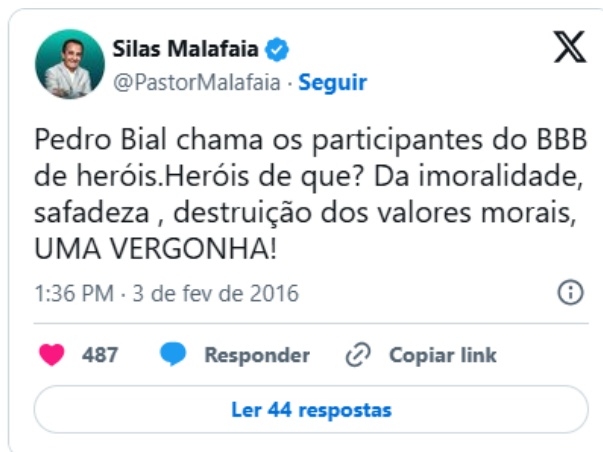 Silas Malafaia
@PastorMalafaia · Seguir
Pedro Bial chama os participantes do BBB
de heróis.Heróis de que? Da imoralidade,
safadeza , destruição dos valores morais,
UMA VERGONHA!
1:36 PM · 3 de fev de 2016
487 Responder Copiar link
Ler 44 respostas